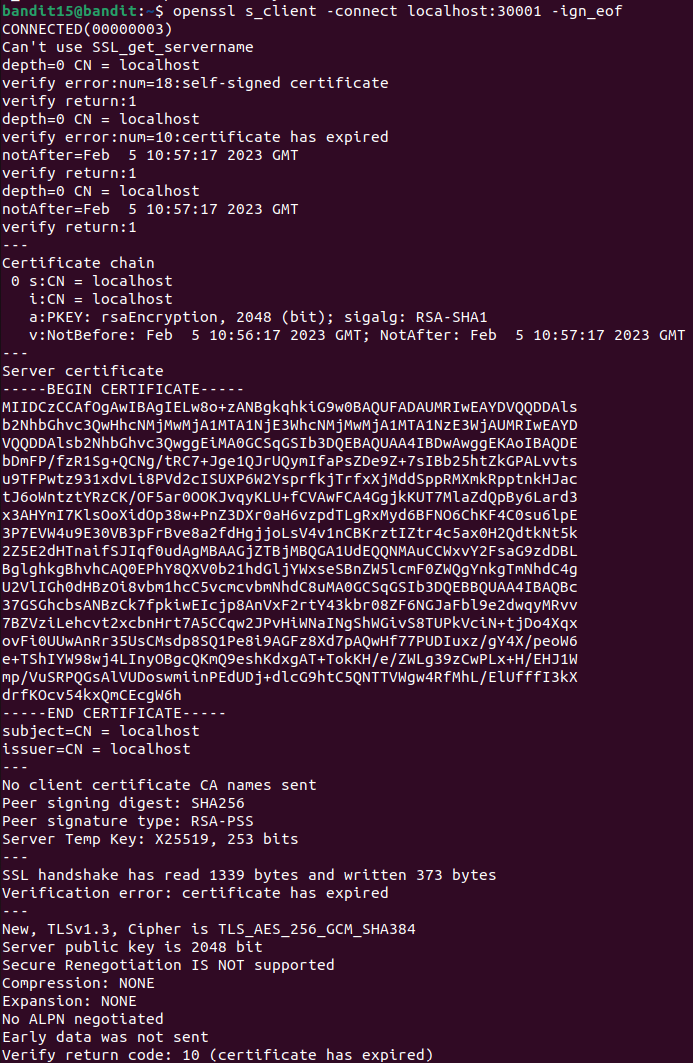 bandit15@bandit:~$ openssl s_client -connect localhost:30001 -ign_eof
CONNECTED(00000003)
Can't use SSL_get_servername
depth=0 CN = localhost
verify error:num=18:self-signed certificate
verify return:1
depth=0 CN = localhost
verify error:num=10:certificate has expired
notAfter=Feb  5 10:57:17 2023 GMT
verify return:1
depth=0 CN = localhost
notAfter=Feb  5 10:57:17 2023 GMT
verify return:1
---
Certificate chain
 0 s:CN = localhost
   i:CN = localhost
   a:PKEY: rsaEncryption, 2048 (bit); sigalg: RSA-SHA1
   v:NotBefore: Feb  5 10:56:17 2023 GMT; NotAfter: Feb  5 10:57:17 2023 GMT
---
Server certificate
-----BEGIN CERTIFICATE-----
MIIDCzCCAfOgAwIBAgIELw8o+zANBgkqhkiG9w0BAQUFADAUMRIwEAYDVQQDDAls
b2NhbGhvc3QwHhcNMjMwMjA1MTA1NjE3WhcNMjMwMjA1MTA1NzE3WjAUMRIwEAYD
VQQDDAlsb2NhbGhvc3QwggEiMA0GCSqGSIb3DQEBAQUAA4IBDwAwggEKAoIBAQDE
bDmFP/fzR1Sg+QCNg/tRC7+Jge1QJrUQymIfaPsZDe9Z+7sIBb25htZkGPALvvts
u9TFPwtz931xdvLi8PVd2cISUXP6W2YsprfkjTrfxXjMddSppRMXmkRpptnkHJac
tJ6oWntztYRzCK/OF5ar0OOKJvqyKLU+fCVAwFCA4GgjkKUT7MlaZdQpBy6Lard3
x3AHYmI7KlsOoXidOp38w+PnZ3DXr0aH6vzpdTLgRxMyd6BFNO6ChKF4C0su6lpE
3P7EVW4u9E30VB3pFrBve8a2fdHgjjoLsV4v1nCBKrztIZtr4c5ax0H2QdtkNt5k
2Z5E2dHTnaifSJIqf0udAgMBAAGjZTBjMBQGA1UdEQQNMAuCCWxvY2FsaG9zdDBL
BglghkgBhvhCAQ0EPhY8QXV0b21hdGljYWxseSBnZW5lcmF0ZWQgYnkgTmNhdC4g
U2VlIGh0dHBzOi8vbm1hcC5vcmcvbmNhdC8uMA0GCSqGSIb3DQEBBQUAA4IBAQBc
37GSGhcbsANBzCk7fpkiwEIcjp8AnVxF2rtY43kbr08ZF6NGJaFbl9e2dwqyMRvv
7BZVziLehcvt2xcbnHrt7A5CCqw2JPvHiWNaINgShWGivS8TUPkVciN+tjDo4Xqx
ovFi0UUwAnRr35UsCMsdp8SQ1Pe8i9AGFz8Xd7pAQwHf77PUDIuxz/gY4X/peoW6
e+TShIYW98wj4LInyOBgcQKmQ9eshKdxgAT+TokKH/e/ZWLg39zCwPLx+H/EHJ1W
mp/VuSRPQGsAlVUDoswmiinPEdUDj+dlcG9htC5QNTTVWgw4RfMhL/ElUfffI3kX
drfKOcv54kxQmCEcgW6h
-----END CERTIFICATE-----
subject=CN = localhost
issuer=CN = localhost
---
No client certificate CA names sent
Peer signing digest: SHA256
Peer signature type: RSA-PSS
Server Temp Key: X25519, 253 bits
---
SSL handshake has read 1339 bytes and written 373 bytes
Verification error: certificate has expired
---
New, TLSv1.3, Cipher is TLS_AES_256_GCM_SHA384
Server public key is 2048 bit
Secure Renegotiation IS NOT supported
Compression: NONE
Expansion: NONE
No ALPN negotiated
Early data was not sent
Verify return code: 10 (certificate has expired)